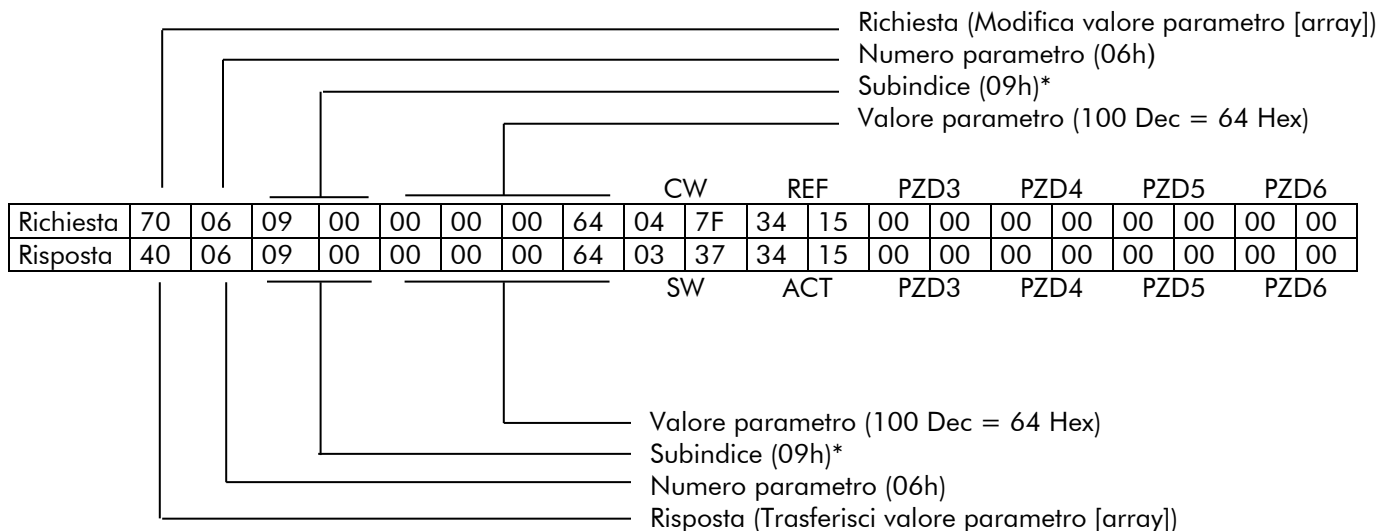 Richiesta (Modifica valore parametro [array])
Numero parametro (06h)
Subindice (09h)*
Valore parametro (100 Dec = 64 Hex)
CW REF PZD3 PZD4 PZD5 PZD6
Richiesta 70 06 09 00 00 00 00 64 04 7F 34 15 00 00 00 00 00 00 00 00
Risposta 40 06 09 00 00 00 00 64 03 37 34 15 00 00 00 00 00 00 00 00
SW ACT PZD3 PZD4 PZD5 PZD6
Valore parametro (100 Dec = 64 Hex)
Subindice (09h)*
Numero parametro (06h)
Risposta (Trasferisci valore parametro [array])